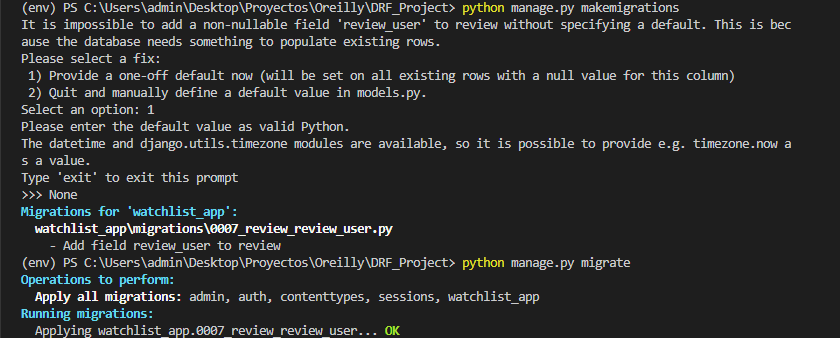 (env) PS C:\Users\admin\Desktop\Proyectos\Oreilly\DRF_Project> python manage.py makemigrations
It is impossible to add a non-nullable field 'review_user' to review without specifying a default. This is bec
ause the database needs something to populate existing rows.
Please select a fix:
 1) Provide a one-off default now (will be set on all existing rows with a null value for this column)
 2) Quit and manually define a default value in models.py.
Select an option: 1
Please enter the default value as valid Python.
The datetime and django.utils.timezone modules are available, so it is possible to provide e.g. timezone.now a
s a value.
Type 'exit' to exit this prompt
>>> None
Migrations for 'watchlist_app':
  watchlist_app\migrations\0007_review_review_user.py
    - Add field review_user to review
(env) PS C:\Users\admin\Desktop\Proyectos\Oreilly\DRF_Project> python manage.py migrate
Operations to perform:
  Apply all migrations: admin, auth, contenttypes, sessions, watchlist_app
Running migrations:
  Applying watchlist_app.0007_review_review_user... OK